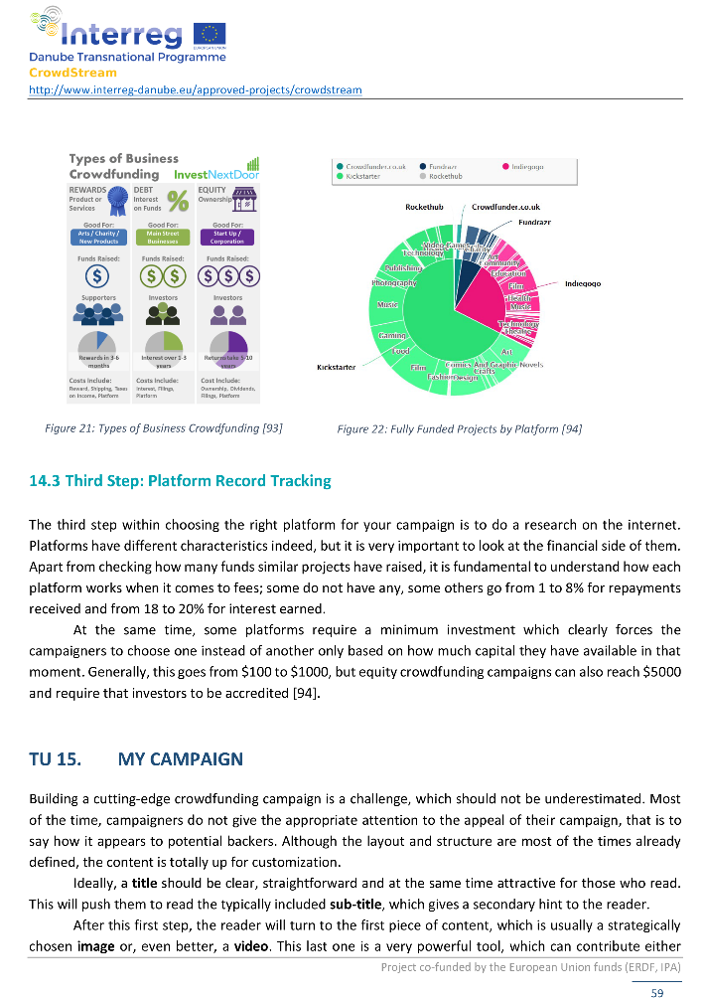 Interreg
EUROPEAN UNION
Danube Transnational Programme
CrowdStream
http://www.interreg-danube.eu/approved-projects/crowdstream
Types of Business
Crowdfunding InvestNextDoor
REWARDS
Product or
Services
DEBT
Interest
on Funds
%
EQUITY
Ownership
Good For: Good For: Good For:
Arts / Charity /
New Products
Main Street
Businesses
Start Up /
Corporation
Funds Raised: Funds Raised: Funds Raised:
$ $ $ $ $ $
Supporters Investors Investors
Rewards in 3-6
months
Interest over 1-3
years
Returns take 5-10
years
Costs Include: Costs Include: Costs Include:
Reward, Shipping, Taxes
on Income, Platform
Interest, Filings,
Platform
Ownership, Dividends,
Filings, Platform
Crowdfunder.co.uk Fundrazr Indiegogo
Kickstarter Rockethub
Rockethub Crowdfunder.co.uk
Fundrazr
Indiegogo
Kickstarter
Video Games
Technology
Publishing
Photography
Music
Gaming
Food
Film
Fashion
Design
Crafts
Comics And Graphic Novels
Art
Art
Community
Education
Film
Health
Music
Technology
Theatre
Figure 21: Types of Business Crowdfunding [93]
Figure 22: Fully Funded Projects by Platform [94]
14.3 Third Step: Platform Record Tracking
The third step within choosing the right platform for your campaign is to do a research on the internet.
Platforms have different characteristics indeed, but it is very important to look at the financial side of them.
Apart from checking how many funds similar projects have raised, it is fundamental to understand how each
platform works when it comes to fees; some do not have any, some others go from 1 to 8% for repayments
received and from 18 to 20% for interest earned.
At the same time, some platforms require a minimum investment which clearly forces the
campaigners to choose one instead of another only based on how much capital they have available in that
moment. Generally, this goes from $100 to $1000, but equity crowdfunding campaigns can also reach $5000
and require that investors to be accredited [94].
TU 15. MY CAMPAIGN
Building a cutting-edge crowdfunding campaign is a challenge, which should not be underestimated. Most
of the time, campaigners do not give the appropriate attention to the appeal of their campaign, that is to
say how it appears to potential backers. Although the layout and structure are most of the times already
defined, the content is totally up for customization.
Ideally, a title should be clear, straightforward and at the same time attractive for those who read.
This will push them to read the typically included sub-title, which gives a secondary hint to the reader.
After this first step, the reader will turn to the first piece of content, which is usually a strategically
chosen image or, even better, a video. This last one is a very powerful tool, which can contribute either
Project co-funded by the European Union funds (ERDF, IPA)
59